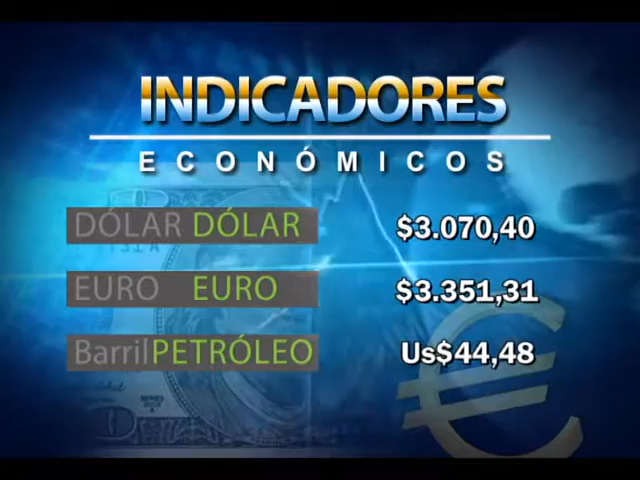 INDICADORES
ECONÓMICOS
DÓLAR DÓLAR $3.070,40
EURO EURO $3.351,31
Barril PETRÓLEO Us$44,48